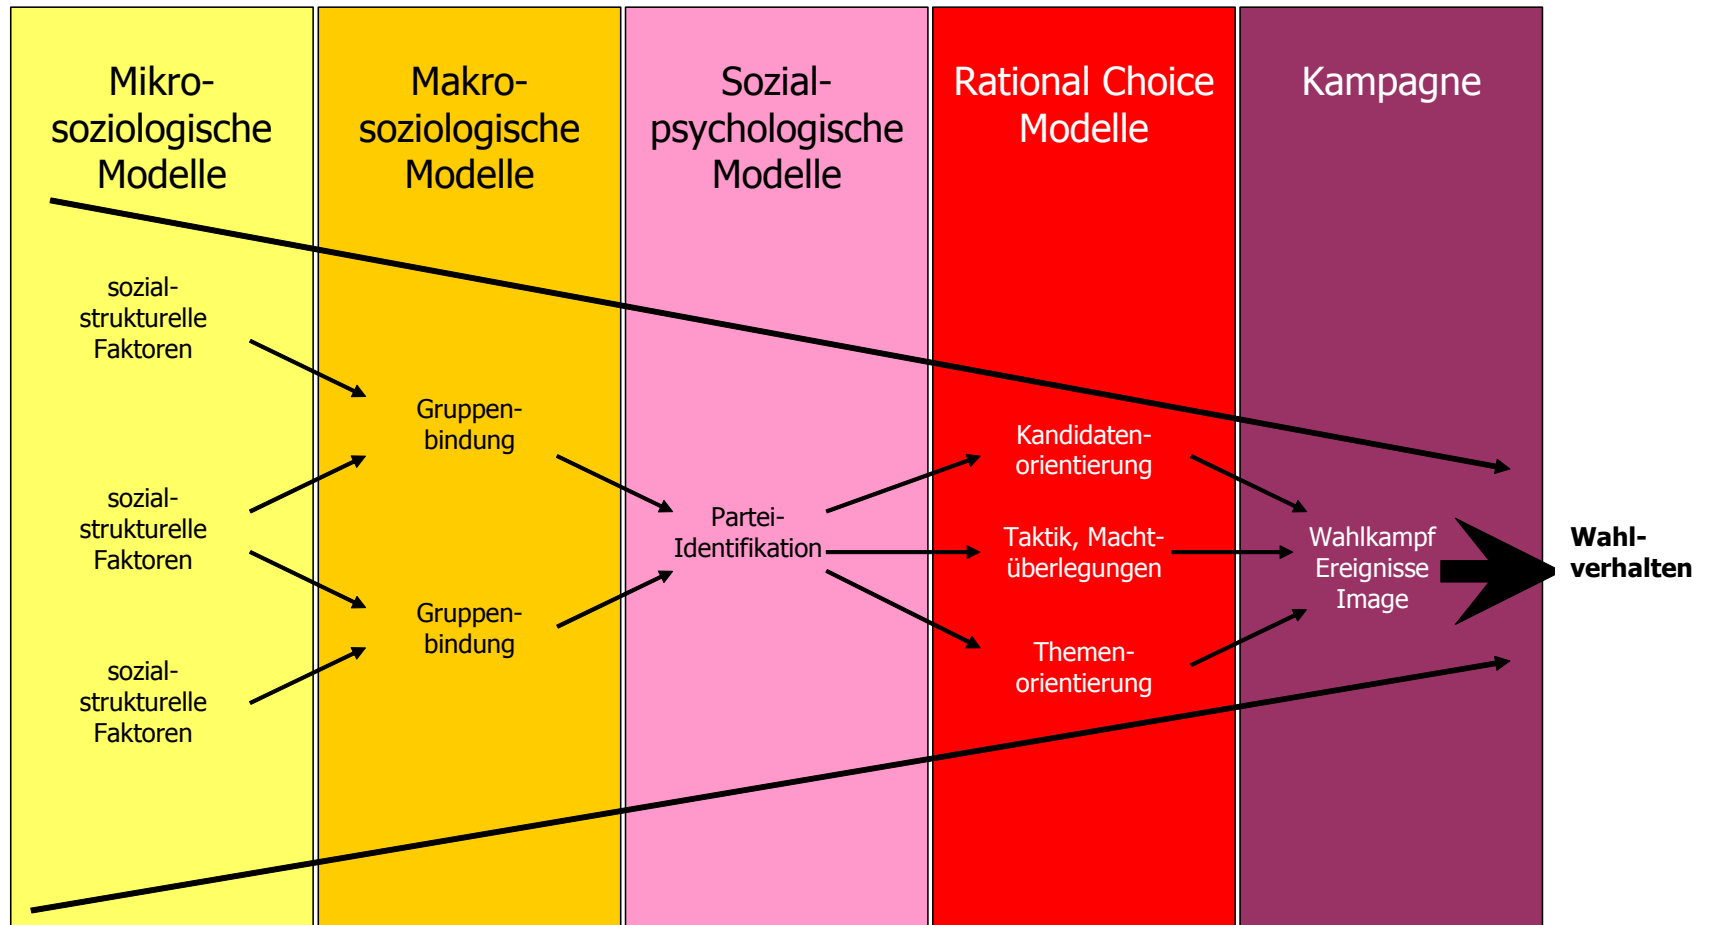 Mikro-
soziologische
Modelle
Makro-
soziologische
Modelle
Sozial-
psychologische
Modelle
Rational Choice
Modelle
Kampagne
sozial-
strukturelle
Faktoren
sozial-
strukturelle
Faktoren
sozial-
strukturelle
Faktoren
Gruppen-
bindung
Gruppen-
bindung
Partei-
Identifikation
Kandidaten-
orientierung
Taktik, Macht-
überlegungen
Themen-
orientierung
Wahlkampf
Ereignisse
Image
Wahl-
verhalten